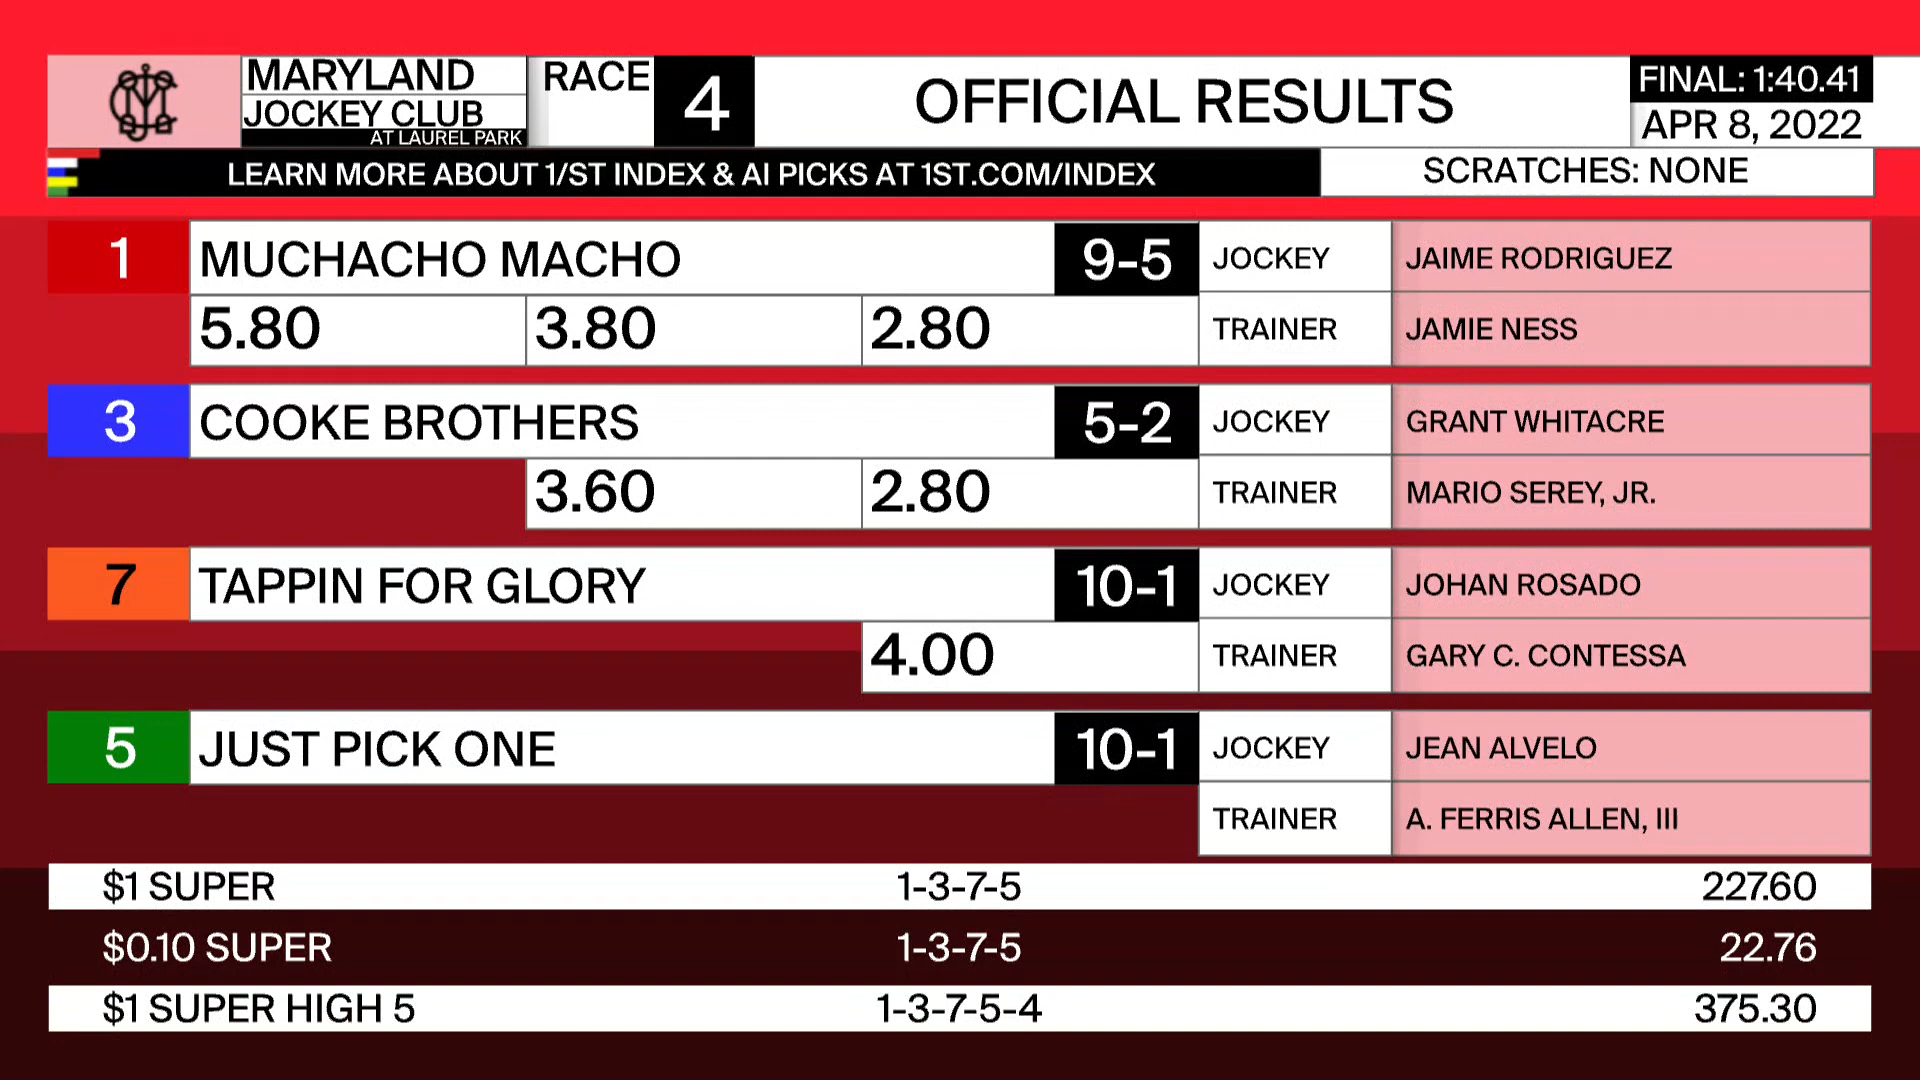 MARYLAND
JOCKEY CLUB
AT LAUREL PARK
RACE 4
OFFICIAL RESULTS
FINAL: 1:40.41
APR 8, 2022
LEARN MORE ABOUT 1/ST INDEX & AI PICKS AT 1ST.COM/INDEX
SCRATCHES: NONE
1 MUCHACHO MACHO 9-5 JOCKEY JAIME RODRIGUEZ
5.80 3.80 2.80 TRAINER JAMIE NESS
3 COOKE BROTHERS 5-2 JOCKEY GRANT WHITACRE
3.60 2.80 TRAINER MARIO SEREY, JR.
7 TAPPIN FOR GLORY 10-1 JOCKEY JOHAN ROSADO
4.00 TRAINER GARY C. CONTESSA
5 JUST PICK ONE 10-1 JOCKEY JEAN ALVELO
TRAINER A. FERRIS ALLEN, III
$1 SUPER 1-3-7-5 227.60
$0.10 SUPER 1-3-7-5 22.76
$1 SUPER HIGH 5 1-3-7-5-4 375.30